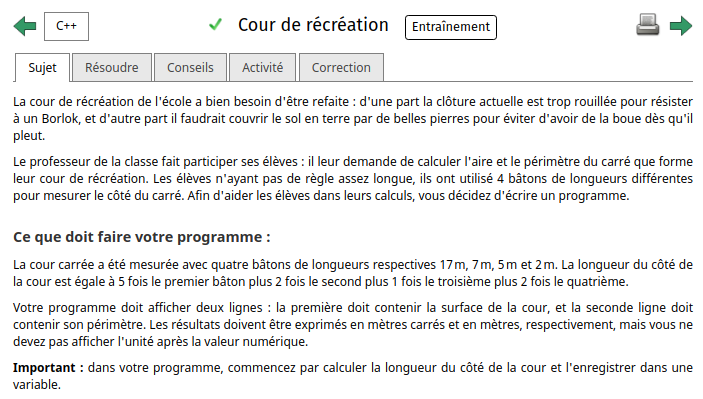 C++
Cour de récréation
Entraînement
Sujet
Résoudre
Conseils
Activité
Correction
La cour de récréation de l'école a bien besoin d'être refaite : d'une part la clôture actuelle est trop rouillée pour résister
à un Borlok, et d'autre part il faudrait couvrir le sol en terre par de belles pierres pour éviter d'avoir de la boue dès qu'il
pleut.
Le professeur de la classe fait participer ses élèves : il leur demande de calculer l'aire et le périmètre du carré que forme
leur cour de récréation. Les élèves n'ayant pas de règle assez longue, ils ont utilisé 4 bâtons de longueurs différentes
pour mesurer le côté du carré. Afin d'aider les élèves dans leurs calculs, vous décidez d'écrire un programme.
Ce que doit faire votre programme :
La cour carrée a été mesurée avec quatre bâtons de longueurs respectives 17 m, 7 m, 5 m et 2 m. La longueur du côté de
la cour est égale à 5 fois le premier bâton plus 2 fois le second plus 1 fois le troisième plus 2 fois le quatrième.
Votre programme doit afficher deux lignes : la première doit contenir la surface de la cour, et la seconde ligne doit
contenir son périmètre. Les résultats doivent être exprimés en mètres carrés et en mètres, respectivement, mais vous ne
devez pas afficher l'unité après la valeur numérique.
Important : dans votre programme, commencez par calculer la longueur du côté de la cour et l'enregistrer dans une
variable.